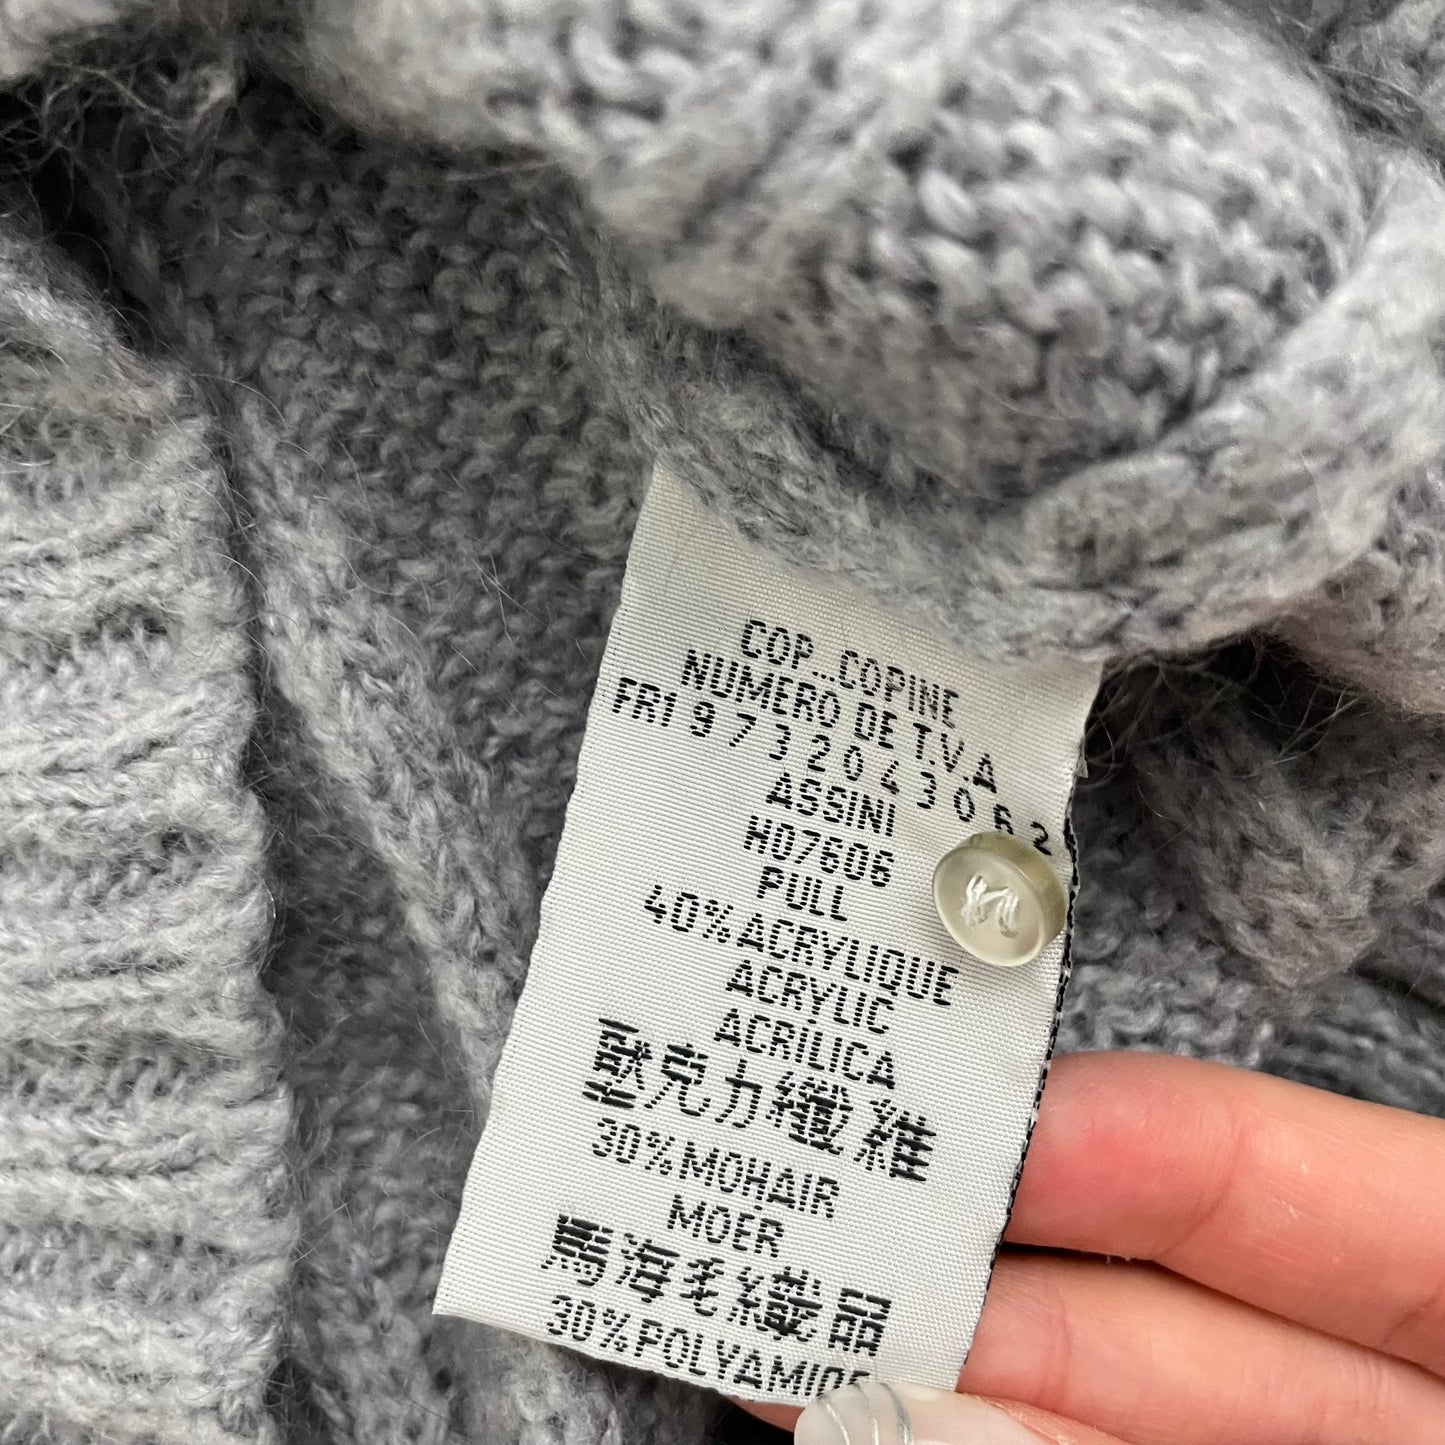 COP...COPINE
NUMERO DE T.V.A
FR19732043062
ASSINI
H07606
PULL
40%ACRYLIQUE
ACRYLIC
ACRÍLICA
壓克力纖維
30%MOHAIR
MOER
馬海毛織品
30%POLYAMIDE